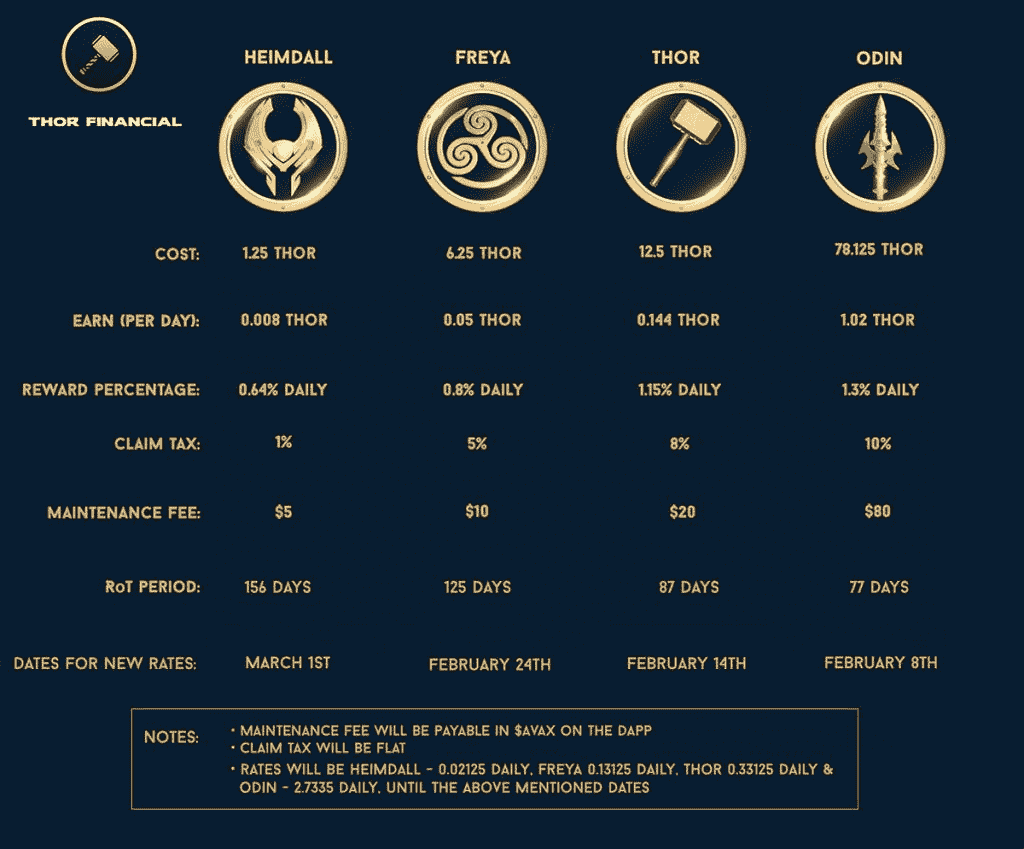 HEIMDALL FREYA THOR ODIN
THOR FINANCIAL
COST: 1.25 THOR 6.25 THOR 12.5 THOR 78.125 THOR
EARN (PER DAY): 0.008 THOR 0.05 THOR 0.144 THOR 1.02 THOR
REWARD PERCENTAGE: 0.64% DAILY 0.8% DAILY 1.15% DAILY 1.3% DAILY
CLAIM TAX: 1% 5% 8% 10%
MAINTENANCE FEE: $5 $10 $20 $80
RoT PERIOD: 156 DAYS 125 DAYS 87 DAYS 77 DAYS
DATES FOR NEW RATES: MARCH 1ST FEBRUARY 24TH FEBRUARY 14TH FEBRUARY 8TH
NOTES: • MAINTENANCE FEE WILL BE PAYABLE IN $AVAX ON THE DAPP
• CLAIM TAX WILL BE FLAT
• RATES WILL BE HEIMDALL - 0.02125 DAILY, FREYA 0.13125 DAILY, THOR 0.33125 DAILY &
ODIN - 2.7335 DAILY, UNTIL THE ABOVE MENTIONED DATES